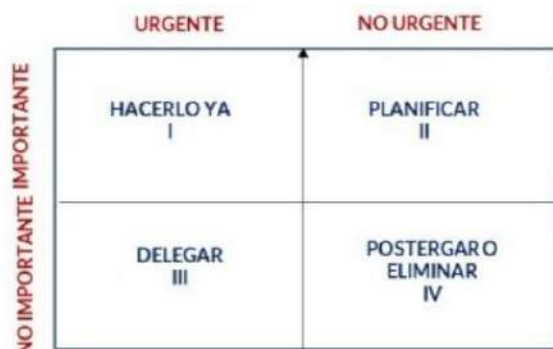 URGENTE
NO URGENTE
IMPORTANTE
HACERLO YA
I
PLANIFICAR
II
NO IMPORTANTE
DELEGAR
III
POSTERGAR O
ELIMINAR
IV